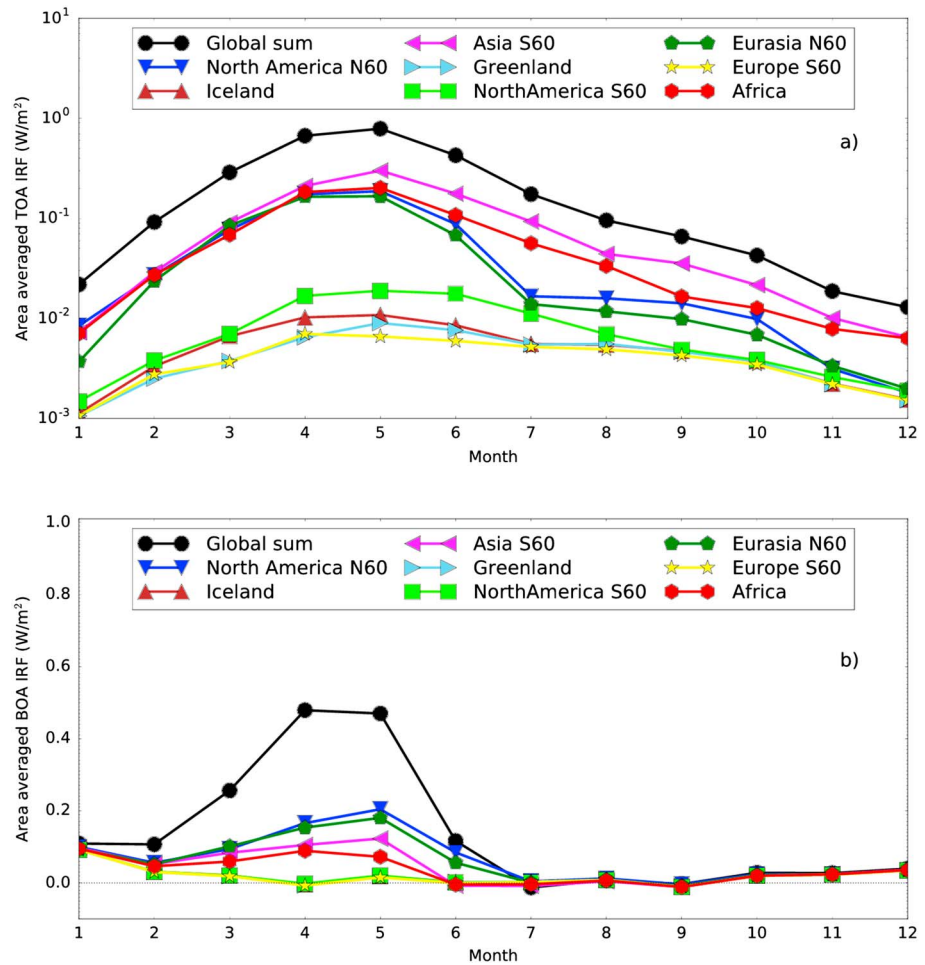 10¹
Global sum Asia S60 Eurasia N60
North America N60 Greenland Europe S60
Iceland NorthAmerica S60 Africa
10⁰
a)
10⁻¹
10⁻²
10⁻³
Area averaged TOA IRF (W/m²)
1 2 3 4 5 6 7 8 9 10 11 12
Month
1.0
Global sum Asia S60 Eurasia N60
North America N60 Greenland Europe S60
Iceland NorthAmerica S60 Africa
0.8
0.6
b)
0.4
0.2
0.0
Area averaged BOA IRF (W/m²)
1 2 3 4 5 6 7 8 9 10 11 12
Month